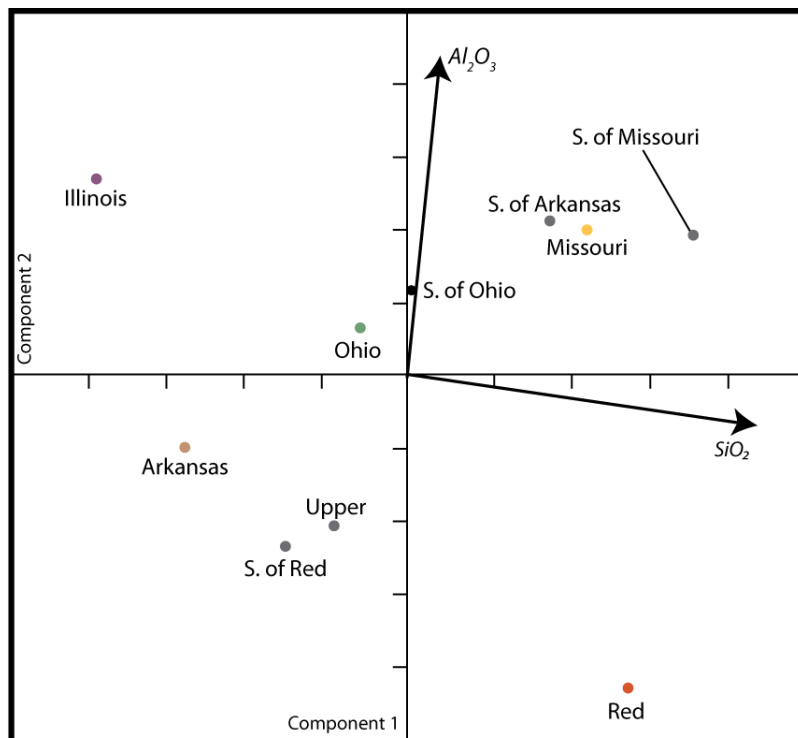 Al₂O₃
S. of Missouri
Illinois
S. of Arkansas
Missouri
S. of Ohio
Component 2
Ohio
SiO₂
Arkansas
Upper
S. of Red
Red
Component 1